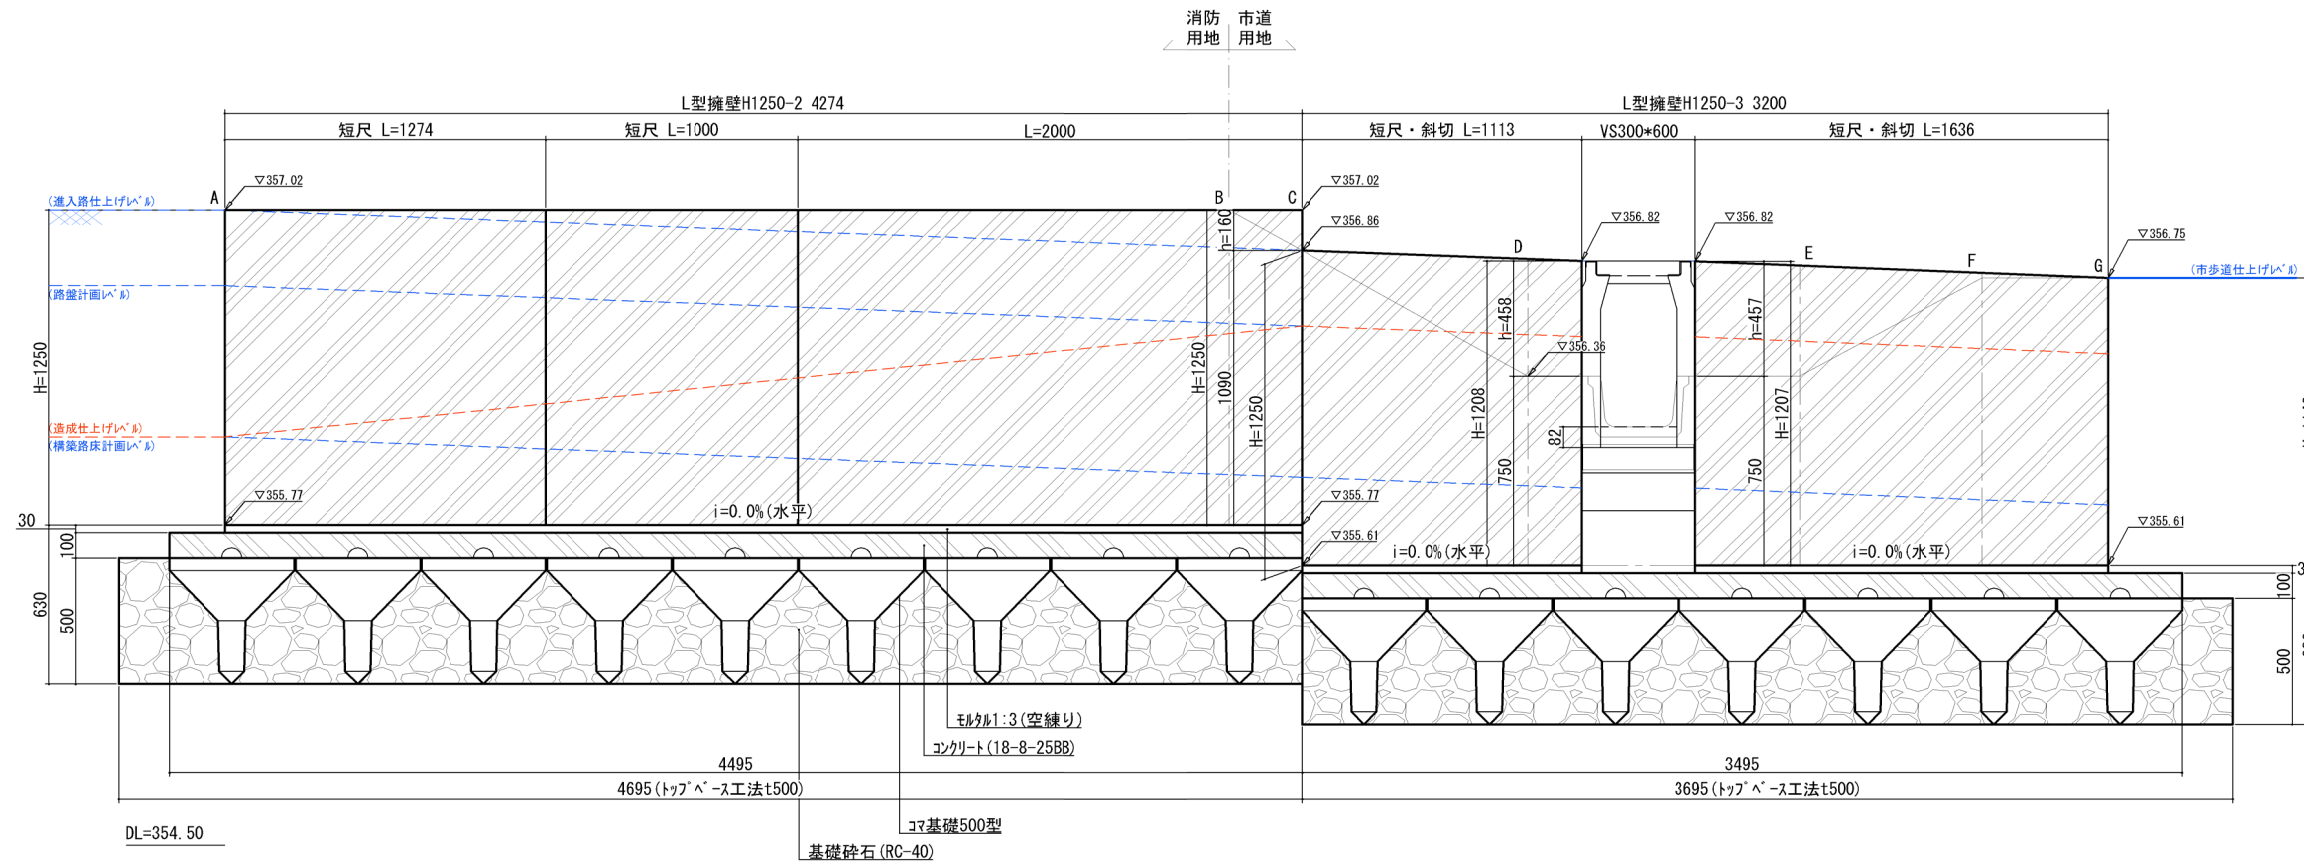 消防 市道
用地 用地
L型擁壁H1250-2 4274
L型擁壁H1250-3 3200
短尺 L=1274
短尺 L=1000
L=2000
短尺・斜切 L=1113
VS300*600
短尺・斜切 L=1636
(進入路仕上げﾚﾍﾞﾙ)
A
▽357.02
B
C
▽357.02
▽356.86
h=160
D
▽356.82
▽356.82
E
F
G
▽356.75
(市歩道仕上げﾚﾍﾞﾙ)
(路盤計画ﾚﾍﾞﾙ)
H=1250
H=1250
1090
H=1250
h=458
▽356.36
h=457
H=1208
H=1207
82
750
750
(造成仕上げﾚﾍﾞﾙ)
(構築路床計画ﾚﾍﾞﾙ)
▽355.77
i=0.0%(水平)
▽355.77
▽355.61
i=0.0%(水平)
i=0.0%(水平)
▽355.61
30
100
630
500
100
500
ﾓﾙﾀﾙ1:3(空練り)
ｺﾝｸﾘｰﾄ(18-8-25BB)
4495
3495
4695(ﾄｯﾌﾟﾍﾞｰｽ工法t500)
3695(ﾄｯﾌﾟﾍﾞｰｽ工法t500)
ｺﾏ基礎500型
DL=354.50
基礎砕石(RC-40)